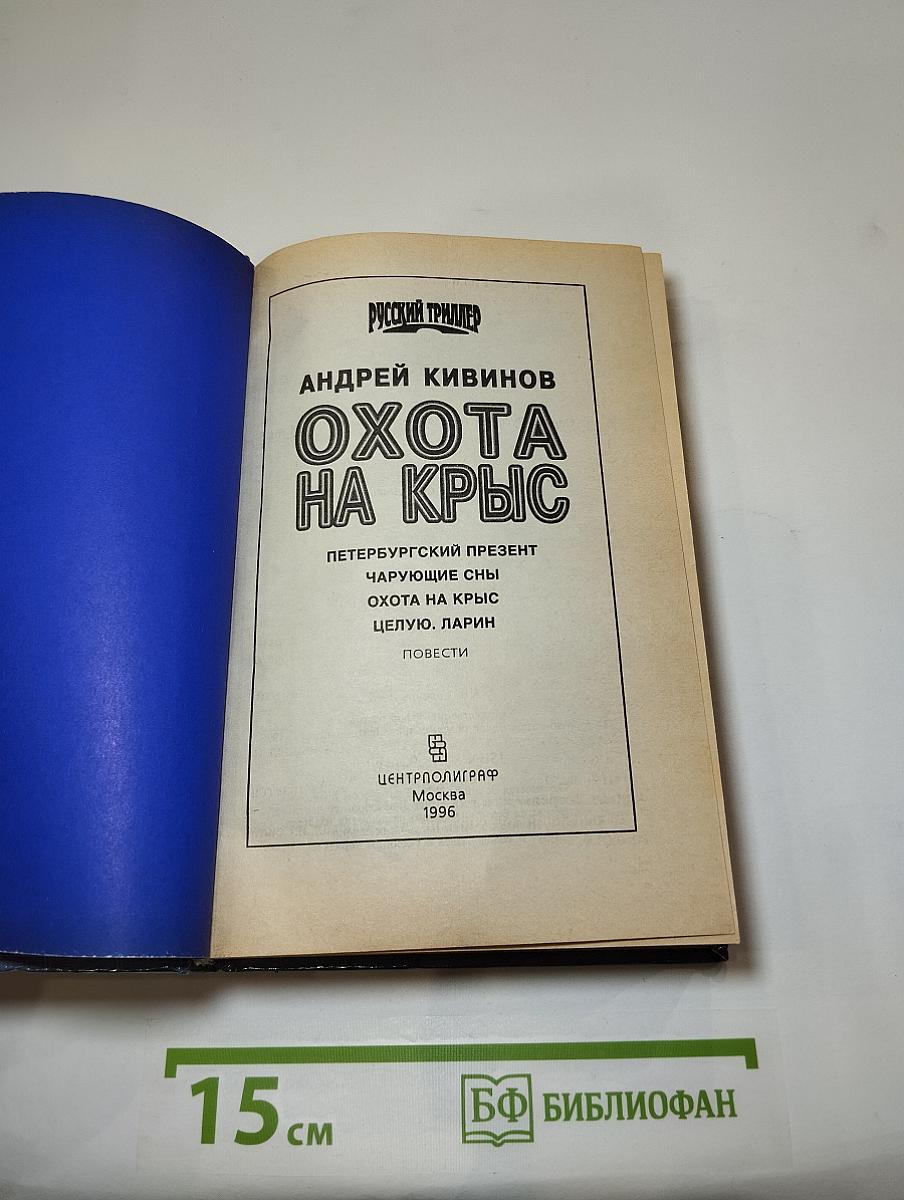 РУССКИЙ ТРИЛЛЕР
АНДРЕЙ КИВИНОВ
ОХОТА
НА КРЫС
ПЕТЕРБУРГСКИЙ ПРЕЗЕНТ
ЧАРУЮЩИЕ СНЫ
ОХОТА НА КРЫС
ЦЕЛУЮ. ЛАРИН
ПОВЕСТИ
ЦЕНТРПОЛИГРАФ
Москва
1996
15 см
БФ БИБЛИОФАН